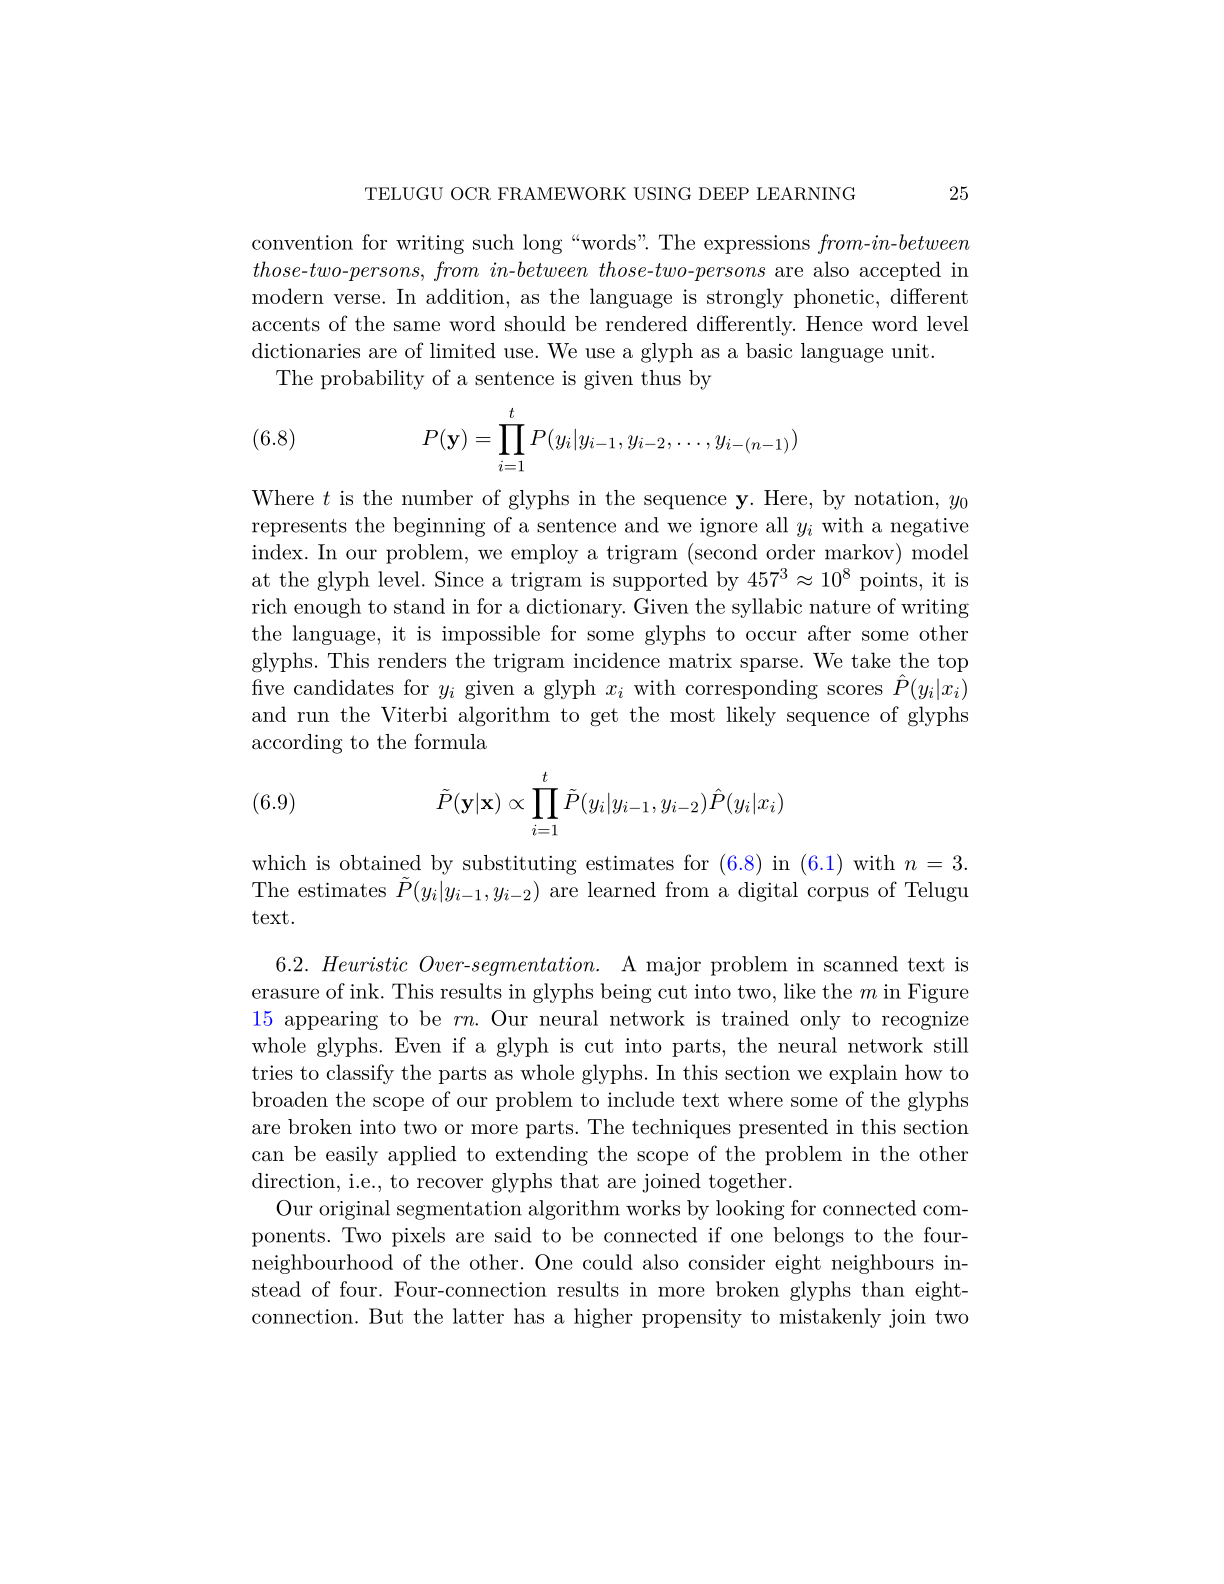 TELUGU OCR FRAMEWORK USING DEEP LEARNING 25
convention for writing such long “words”. The expressions from-in-between
those-two-persons, from in-between those-two-persons are also accepted in
modern verse. In addition, as the language is strongly phonetic, different
accents of the same word should be rendered differently. Hence word level
dictionaries are of limited use. We use a glyph as a basic language unit.
The probability of a sentence is given thus by
(6.8) P(y) = ∏_{i=1}^{t} P(y_i|y_{i−1}, y_{i−2}, . . . , y_{i−(n−1)})
Where t is the number of glyphs in the sequence y. Here, by notation, y_0
represents the beginning of a sentence and we ignore all y_i with a negative
index. In our problem, we employ a trigram (second order markov) model
at the glyph level. Since a trigram is supported by 457^3 ≈ 10^8 points, it is
rich enough to stand in for a dictionary. Given the syllabic nature of writing
the language, it is impossible for some glyphs to occur after some other
glyphs. This renders the trigram incidence matrix sparse. We take the top
five candidates for y_i given a glyph x_i with corresponding scores P̂(y_i|x_i)
and run the Viterbi algorithm to get the most likely sequence of glyphs
according to the formula
(6.9) P̃(y|x) ∝ ∏_{i=1}^{t} P̃(y_i|y_{i−1}, y_{i−2})P̂(y_i|x_i)
which is obtained by substituting estimates for (6.8) in (6.1) with n = 3.
The estimates P̃(y_i|y_{i−1}, y_{i−2}) are learned from a digital corpus of Telugu
text.
6.2. Heuristic Over-segmentation. A major problem in scanned text is
erasure of ink. This results in glyphs being cut into two, like the m in Figure
15 appearing to be rn. Our neural network is trained only to recognize
whole glyphs. Even if a glyph is cut into parts, the neural network still
tries to classify the parts as whole glyphs. In this section we explain how to
broaden the scope of our problem to include text where some of the glyphs
are broken into two or more parts. The techniques presented in this section
can be easily applied to extending the scope of the problem in the other
direction, i.e., to recover glyphs that are joined together.
Our original segmentation algorithm works by looking for connected com-
ponents. Two pixels are said to be connected if one belongs to the four-
neighbourhood of the other. One could also consider eight neighbours in-
stead of four. Four-connection results in more broken glyphs than eight-
connection. But the latter has a higher propensity to mistakenly join two